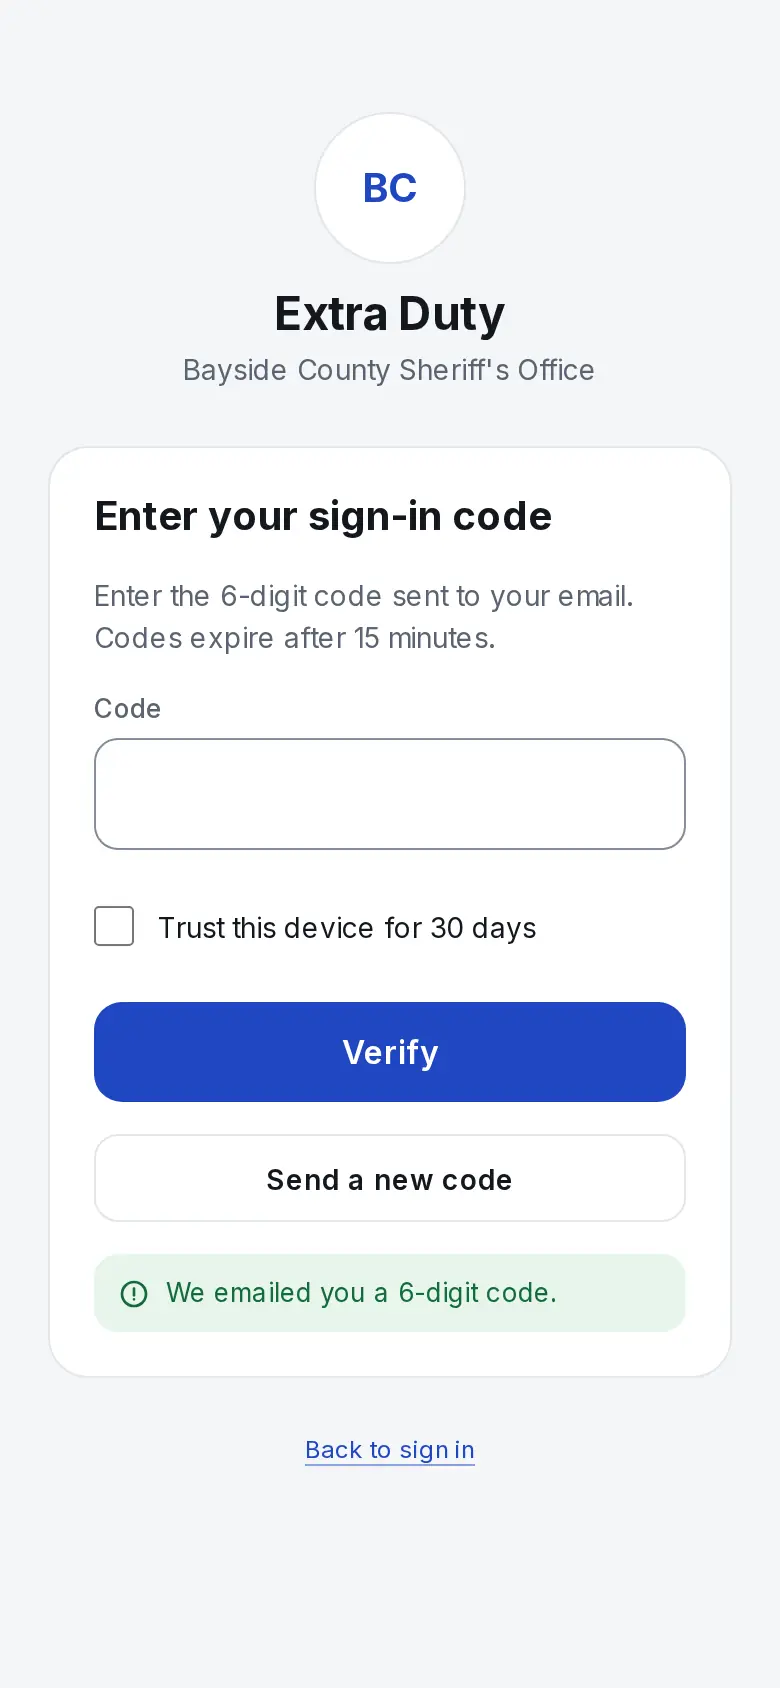 BC
Extra Duty
Bayside County Sheriff's Office
Enter your sign-in code
Enter the 6-digit code sent to your email.
Codes expire after 15 minutes.
Code
Trust this device for 30 days
Verify
Send a new code
We emailed you a 6-digit code.
Back to sign in